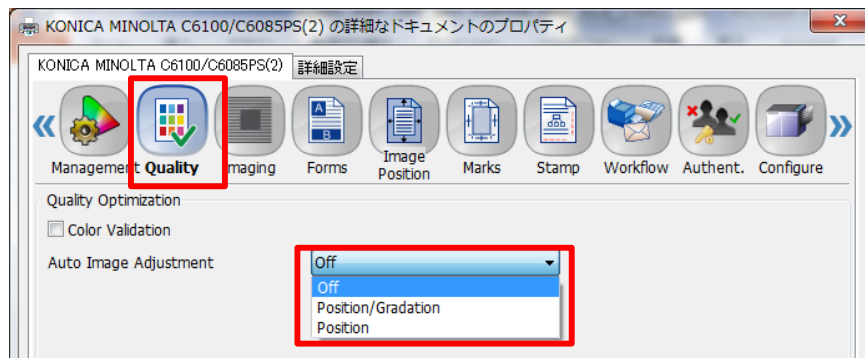 KONICA MINOLTA C6100/C6085PS(2) の詳細なドキュメントのプロパティ
KONICA MINOLTA C6100/C6085PS(2) 詳細設定
Management Quality maging Forms Image Position Marks Stamp Workflow Authent. Configure
Quality Optimization
Color Validation
Auto Image Adjustment Off
Off
Position/Gradation
Position